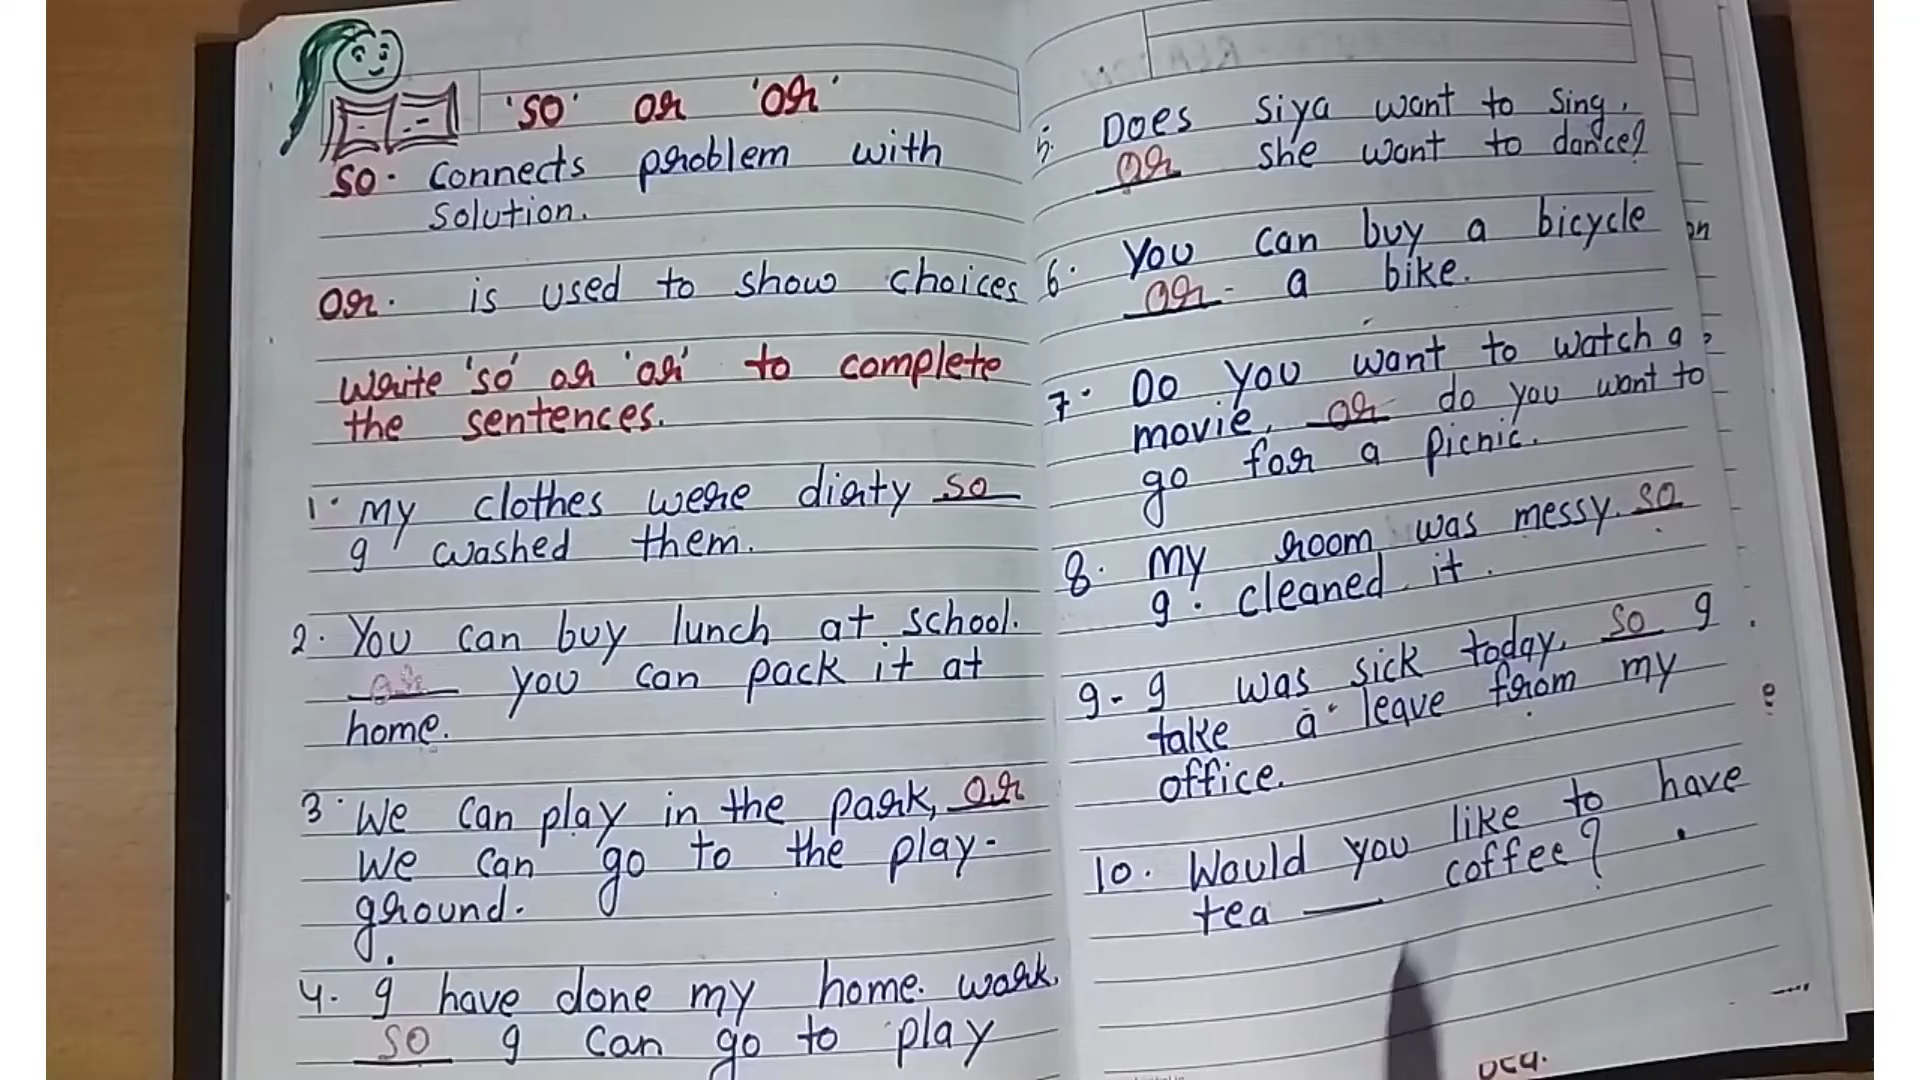 'so' or 'or'
so. Connects problem with
solution.
or. is used to show choices
write 'so' or 'or' to complete
the sentences.
1. My clothes were dirty so
I washed them.
2. You can buy lunch at school.
or you can pack it at
home.
3. We can play in the park, or
We can go to the play-
ground.
4. I have done my home. work.
so I can go to play
5. Does siya want to sing,
or she want to dance?
6. You can buy a bicycle
or a bike.
7. Do you want to watch a
movie, or do you want to
go for a picnic.
8. My room was messy. so
I. cleaned it.
9- I was sick today, so I
take a leave from my
office.
10. Would you like to have
tea ___ coffee?